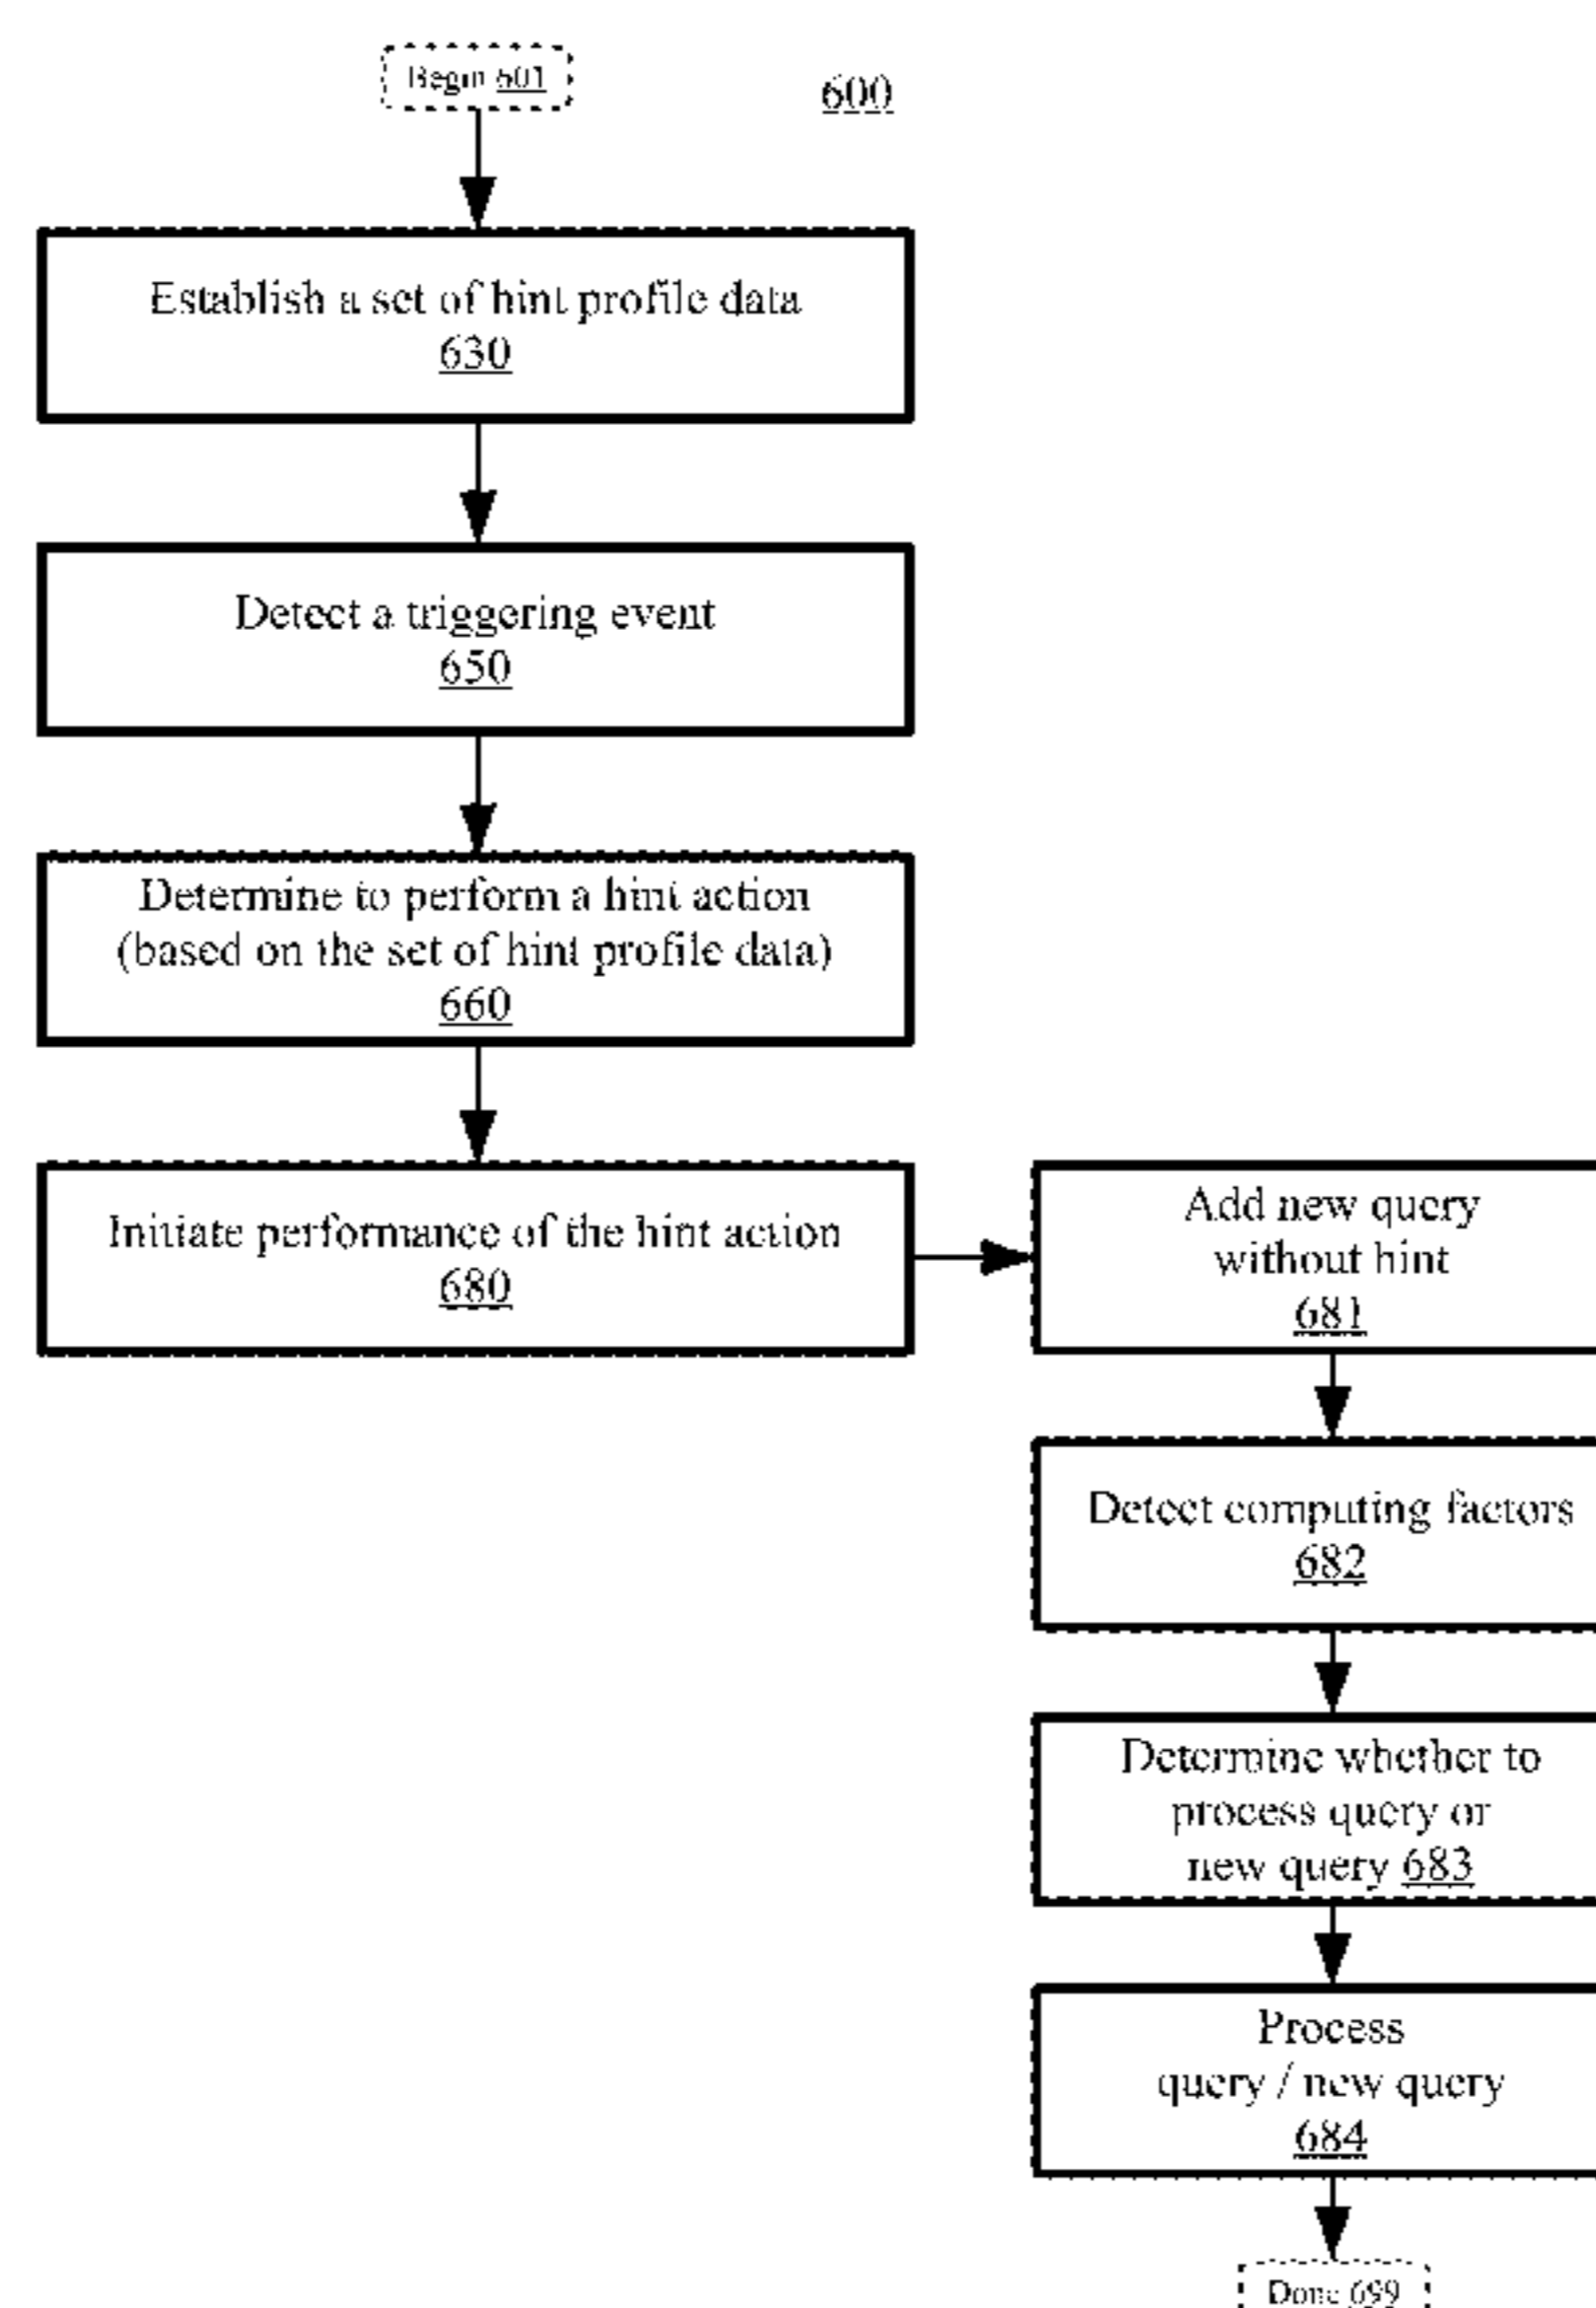 Begin 601
600
Establish a set of hint profile data
630
Detect a triggering event
650
Determine to perform a hint action
(based on the set of hint profile data)
660
Initiate performance of the hint action
680
Add new query
without hint
681
Detect computing factors
682
Determine whether to
process query or
new query 683
Process
query / new query
684
Done 699